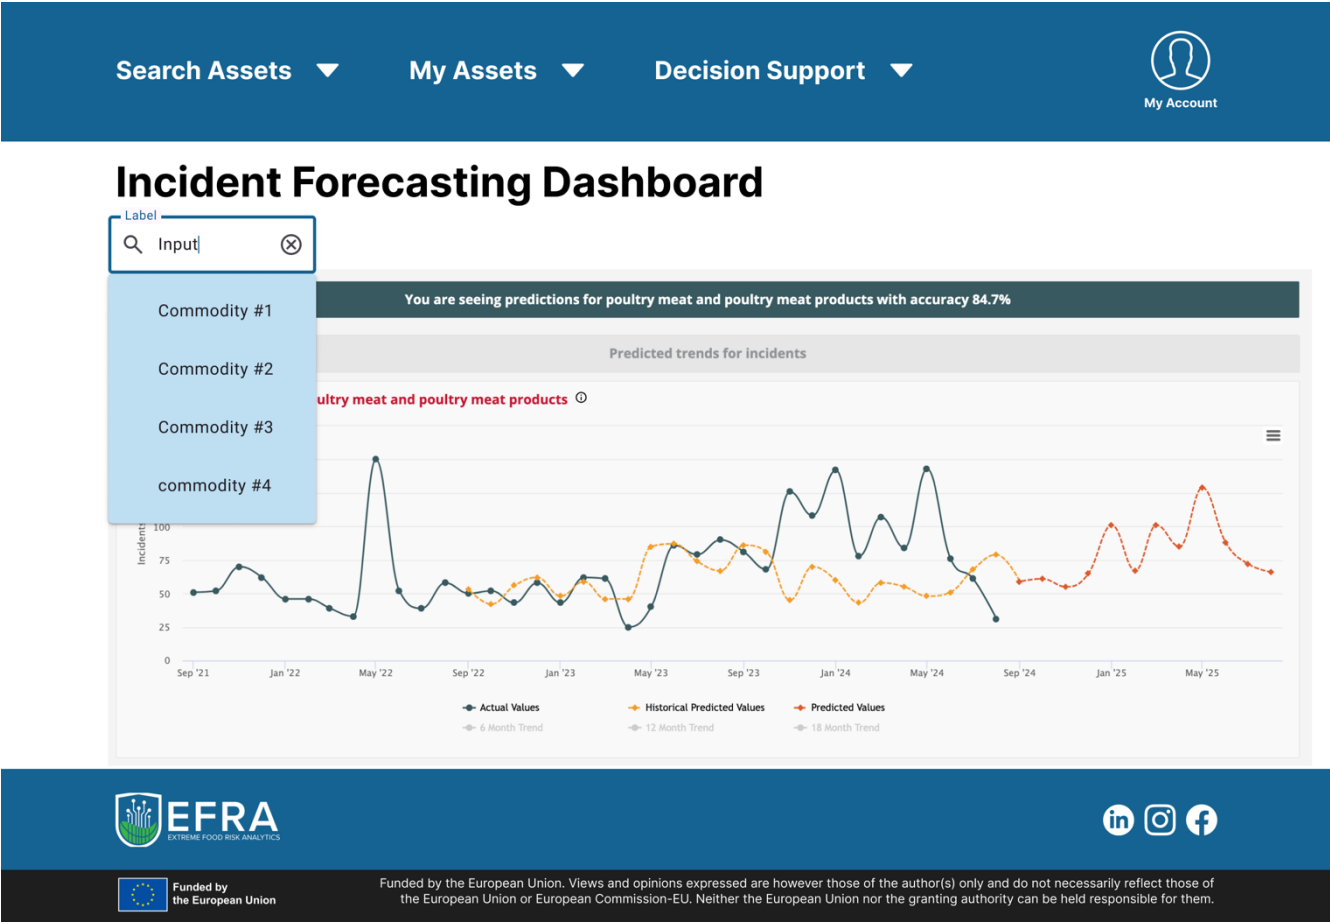 Search Assets
My Assets
Decision Support
My Account
Incident Forecasting Dashboard
Label
Input
Commodity #1
Commodity #2
Commodity #3
commodity #4
You are seeing predictions for poultry meat and poultry meat products with accuracy 84.7%
Predicted trends for incidents
ultry meat and poultry meat products
Incidents
100
75
50
25
0
Sep '21 Jan '22 May '22 Sep '22 Jan '23 May '23 Sep '23 Jan '24 May '24 Sep '24 Jan '25 May '25
Actual Values Historical Predicted Values Predicted Values
6 Month Trend 12 Month Trend 18 Month Trend
EFRA
EXTREME FOOD RISK ANALYTICS
in
Funded by
the European Union
Funded by the European Union. Views and opinions expressed are however those of the author(s) only and do not necessarily reflect those of
the European Union or European Commission-EU. Neither the European Union nor the granting authority can be held responsible for them.